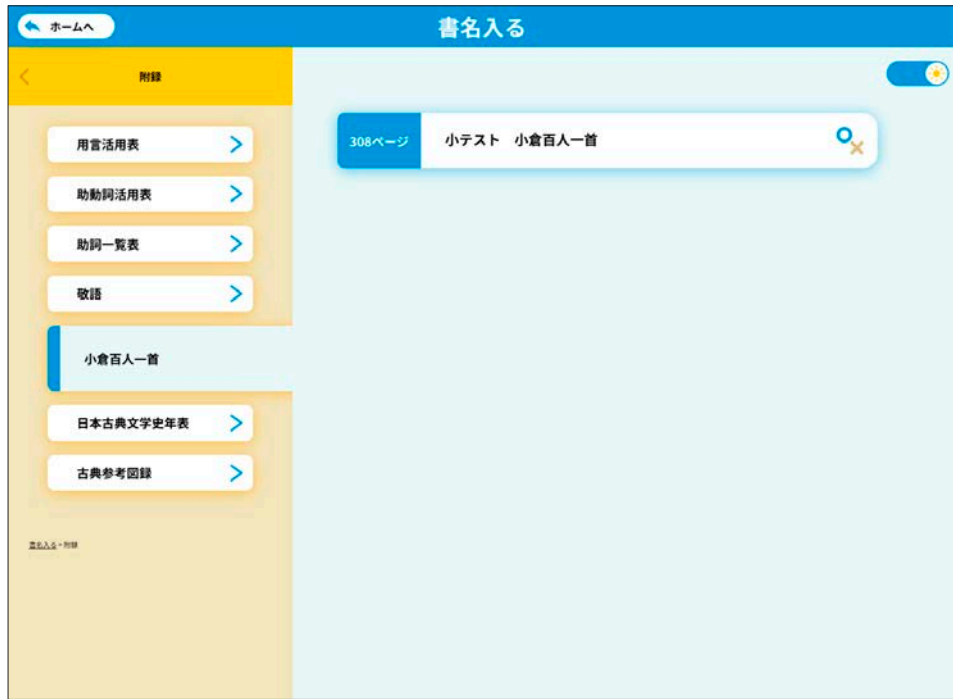 ホームへ
書名入る
附録
用言活用表
助動詞活用表
助詞一覧表
敬語
小倉百人一首
日本古典文学史年表
古典参考図録
書名入る>附録
308ページ
小テスト　小倉百人一首